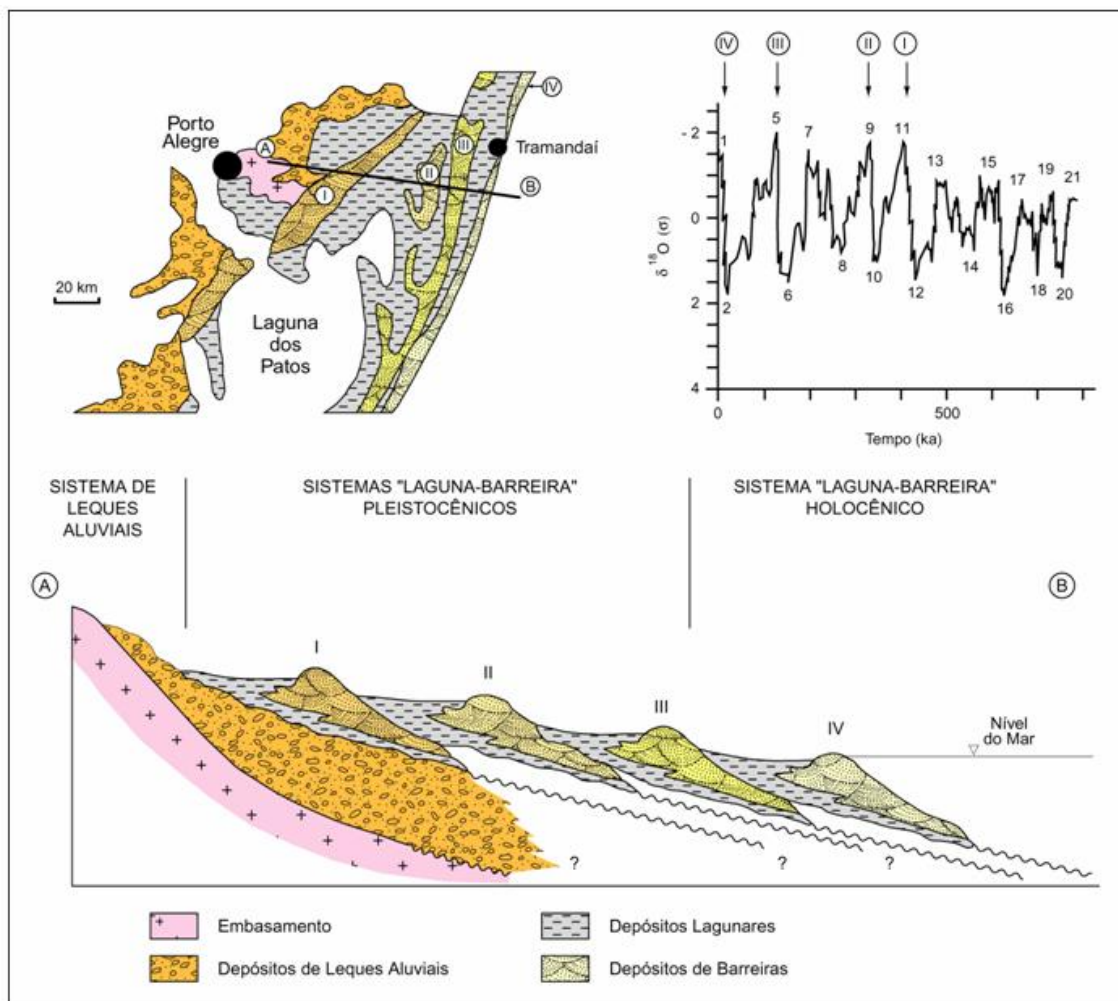 Porto
Alegre
A
I
II
III
IV
Tramandaí
B
20 km
Laguna
dos
Patos
IV
III
II
I
- 2
0
2
4
δ 18 O (σ)
1
5
7
9
11
13
15
17
19
21
2
6
8
10
12
14
16
18
20
0
500
Tempo (ka)
SISTEMA DE
LEQUES
ALUVIAIS
SISTEMAS "LAGUNA-BARREIRA"
PLEISTOCÊNICOS
SISTEMA "LAGUNA-BARREIRA"
HOLOCÊNICO
A
B
I
II
III
IV
Nível
do Mar
?
?
?
Embasamento
Depósitos Lagunares
Depósitos de Leques Aluviais
Depósitos de Barreiras